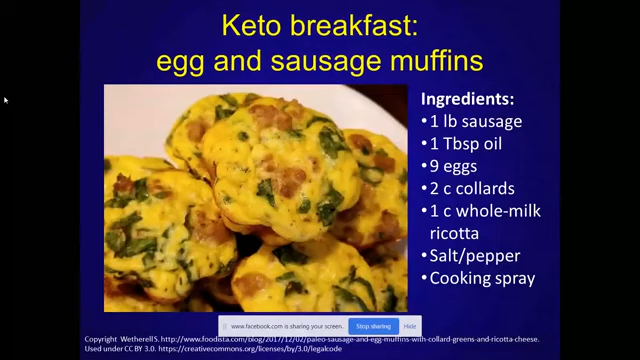 Keto breakfast:
egg and sausage muffins
Ingredients:
•1 lb sausage
•1 Tbsp oil
•9 eggs
•2 c collards
•1 c whole-milk
ricotta
•Salt/pepper
•Cooking spray
www.facebook.com is sharing your screen.
Stop sharing
Hide
Copyright Wetherell S. http://www.foodista.com/blog/2017/12/02/paleo-sausage-and-egg-muffins-with-collard-greens-and-ricotta-cheese.
Used under CC BY 3.0. https://creativecommons.org/licenses/by/3.0/legalcode